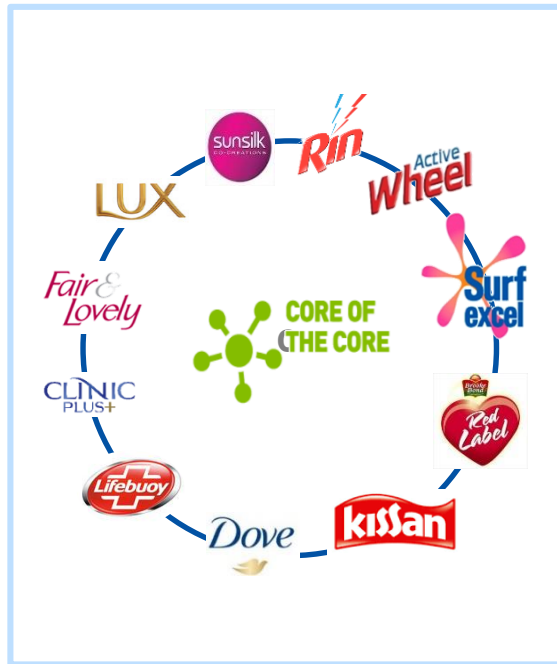 sunsilk
CO-CREATIONS
Rin
Active
Wheel
Surf
excel
Brooke
Bond
Red
Label
kissan
Dove
Lifebuoy
CLINIC
PLUS+
Fair &
Lovely
LUX
CORE OF
THE CORE